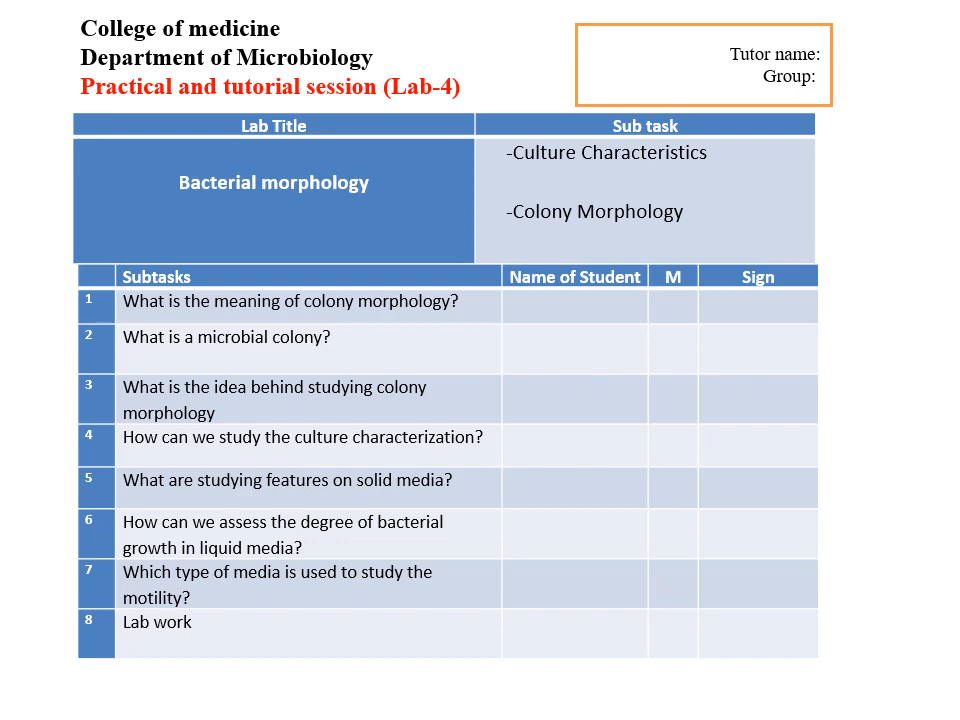 College of medicine
Department of Microbiology
Practical and tutorial session (Lab-4)
Tutor name:
Group:
Lab Title
Sub task
Bacterial morphology
-Culture Characteristics
-Colony Morphology
Subtasks
Name of Student
M
Sign
1
What is the meaning of colony morphology?
2
What is a microbial colony?
3
What is the idea behind studying colony
morphology
4
How can we study the culture characterization?
5
What are studying features on solid media?
6
How can we assess the degree of bacterial
growth in liquid media?
7
Which type of media is used to study the
motility?
8
Lab work